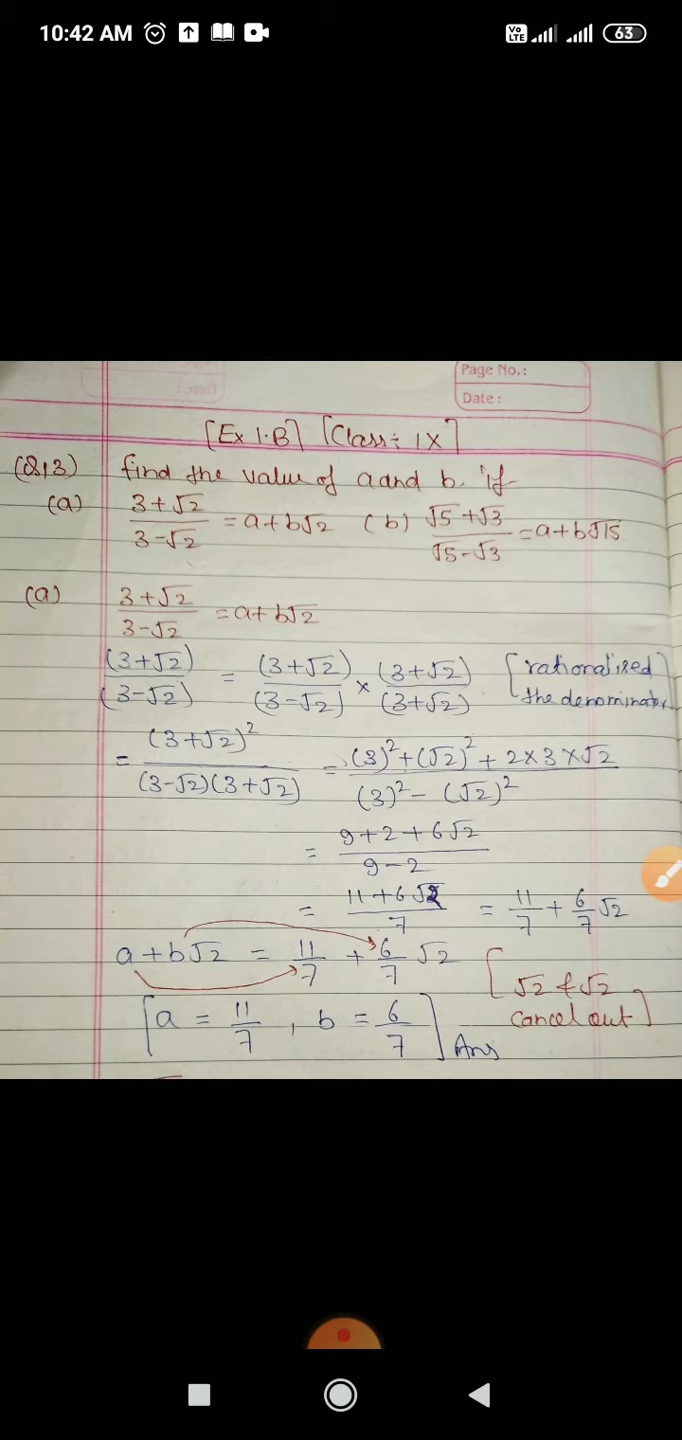 10:42 AM
Vo LTE 63
Page No.:
Date:
[Ex 1.B] [Class:- IX]
(Q13) find the value of a and b. if
(a) (3+√2)/(3-√2) = a+b√2 (b) (√5+√3)/(√5-√3) = a+b√15
(a) (3+√2)/(3-√2) = a+b√2
(3+√2)/(3-√2) = (3+√2)/(3-√2) × (3+√2)/(3+√2) [rationalized the denominator]
= (3+√2)²/(3-√2)(3+√2) = ((3)²+(√2)²+2×3×√2)/((3)²-(√2)²)
= (9+2+6√2)/(9-2)
= (11+6√2)/7 = 11/7 + 6/7 √2
a+b√2 = 11/7 + 6/7 √2 [√2 & √2 cancel out]
[a = 11/7 , b = 6/7] Ans